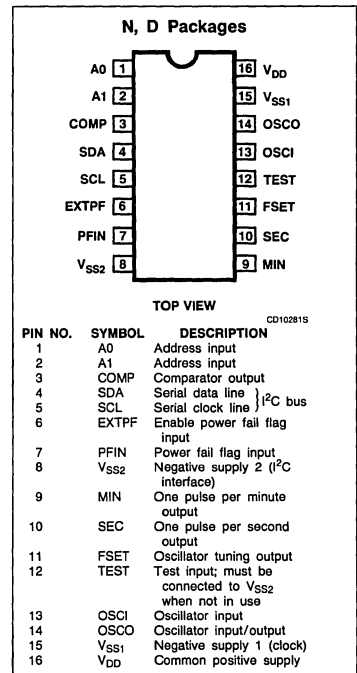 N, D Packages
A0 1 16 VDD
A1 2 15 VSS1
COMP 3 14 OSCO
SDA 4 13 OSCI
SCL 5 12 TEST
EXTPF 6 11 FSET
PFIN 7 10 SEC
VSS2 8 9 MIN
TOP VIEW
CD10281S
PIN NO. SYMBOL DESCRIPTION
1 A0 Address input
2 A1 Address input
3 COMP Comparator output
4 SDA Serial data line
5 SCL Serial clock line } I²C bus
6 EXTPF Enable power fail flag
input
7 PFIN Power fail flag input
8 VSS2 Negative supply 2 (I²C
interface)
9 MIN One pulse per minute
output
10 SEC One pulse per second
output
11 FSET Oscillator tuning output
12 TEST Test input; must be
connected to VSS2
when not in use
13 OSCI Oscillator input
14 OSCO Oscillator input/output
15 VSS1 Negative supply 1 (clock)
16 VDD Common positive supply